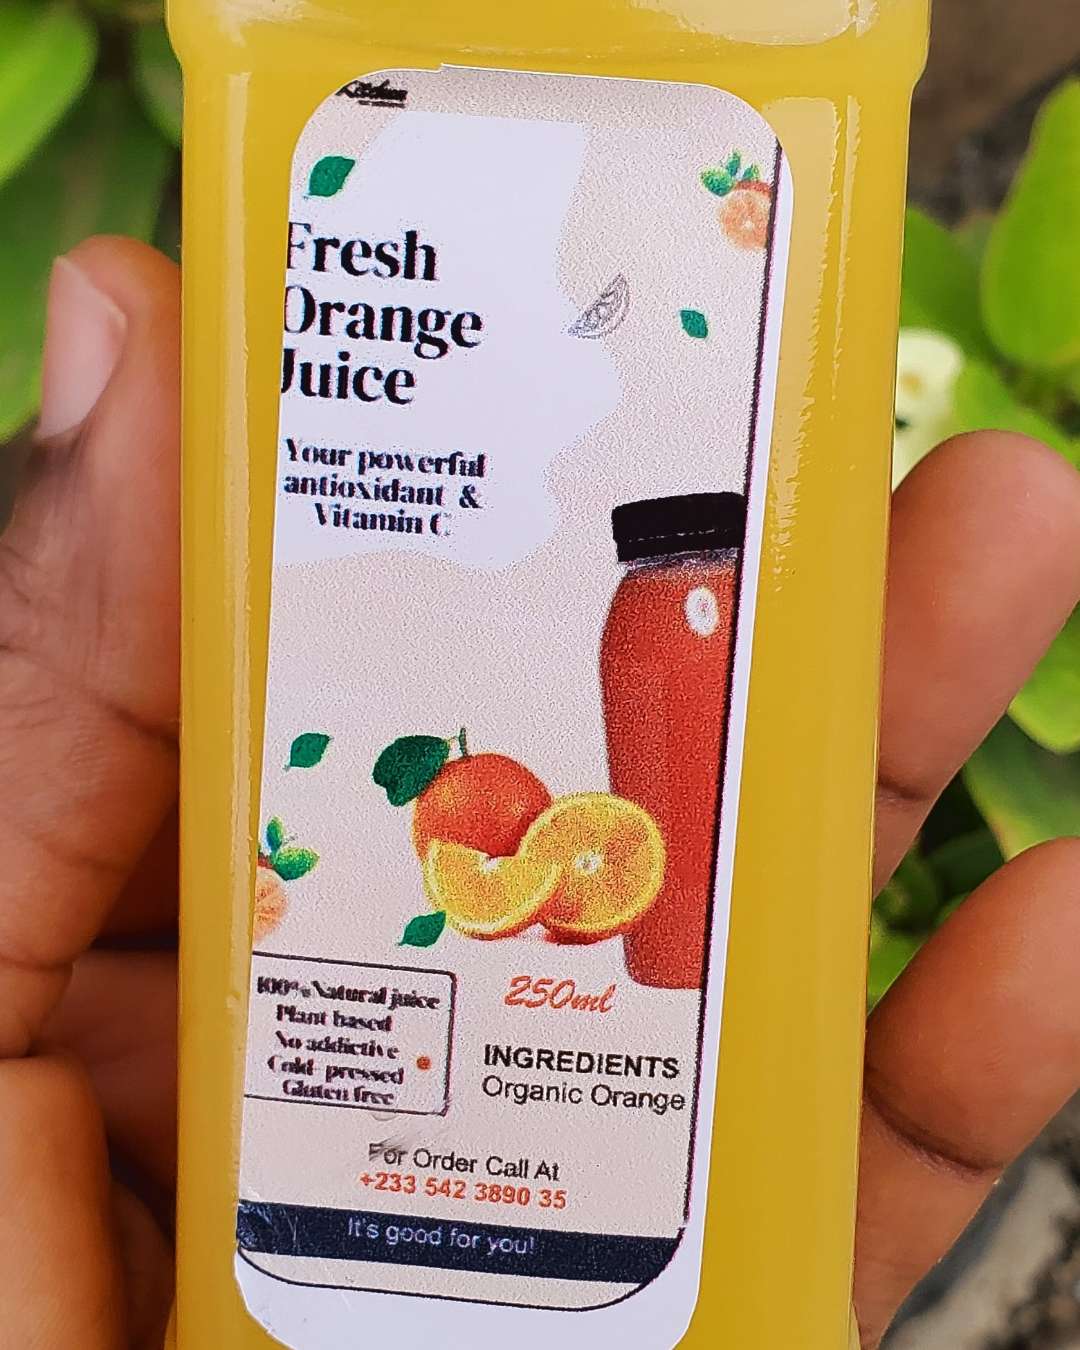 Kitchen
Fresh
Orange
Juice
Your powerful
antioxidant &
Vitamin C
250ml
100% Natural juice
Plant based
No addictive
Cold-pressed
Gluten free
INGREDIENTS
Organic Orange
For Order Call At
+233 542 3890 35
It's good for you!